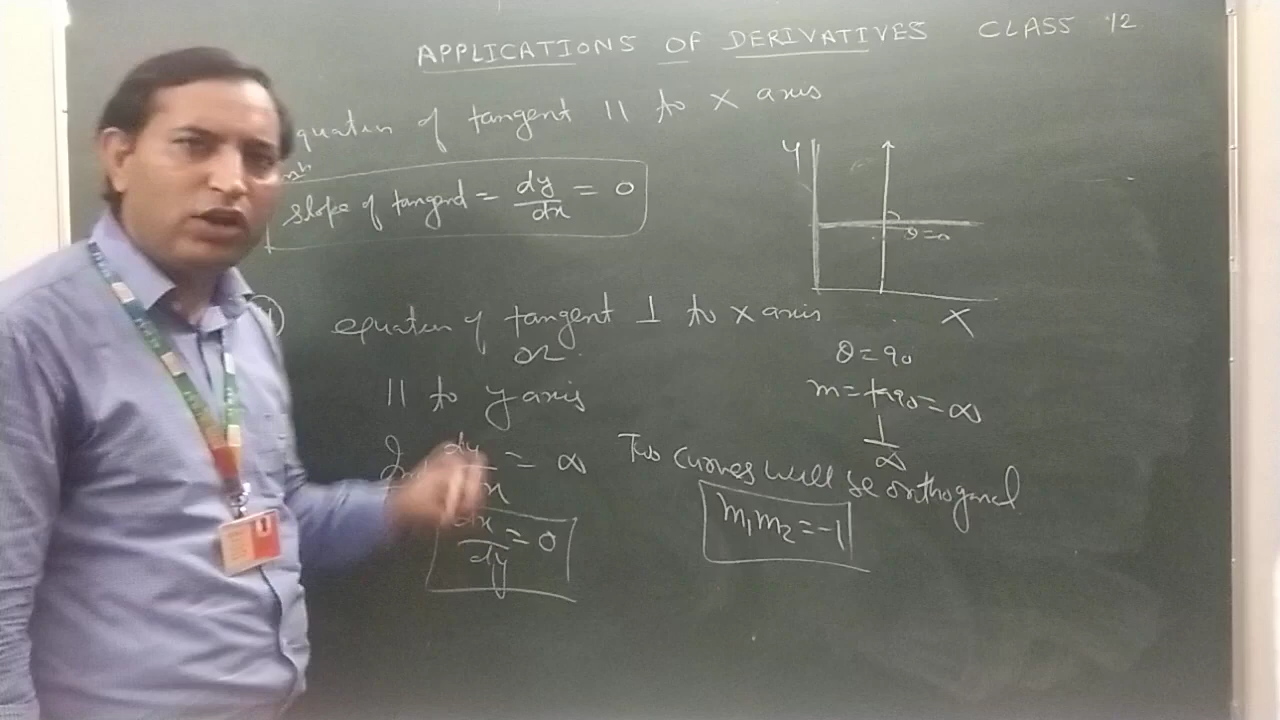 APPLICATIONS OF DERIVATIVES CLASS 12
equation of tangent || to X axis
slope of tangent = dy/dx = 0
Y
θ=0
X
equation of tangent ⊥ to X axis
or
|| to y axis
dy/dx = ∞
dx/dy = 0
θ = 90
m = tan90 = ∞
1/∞
Two curves will be orthogonal
m₁m₂ = -1